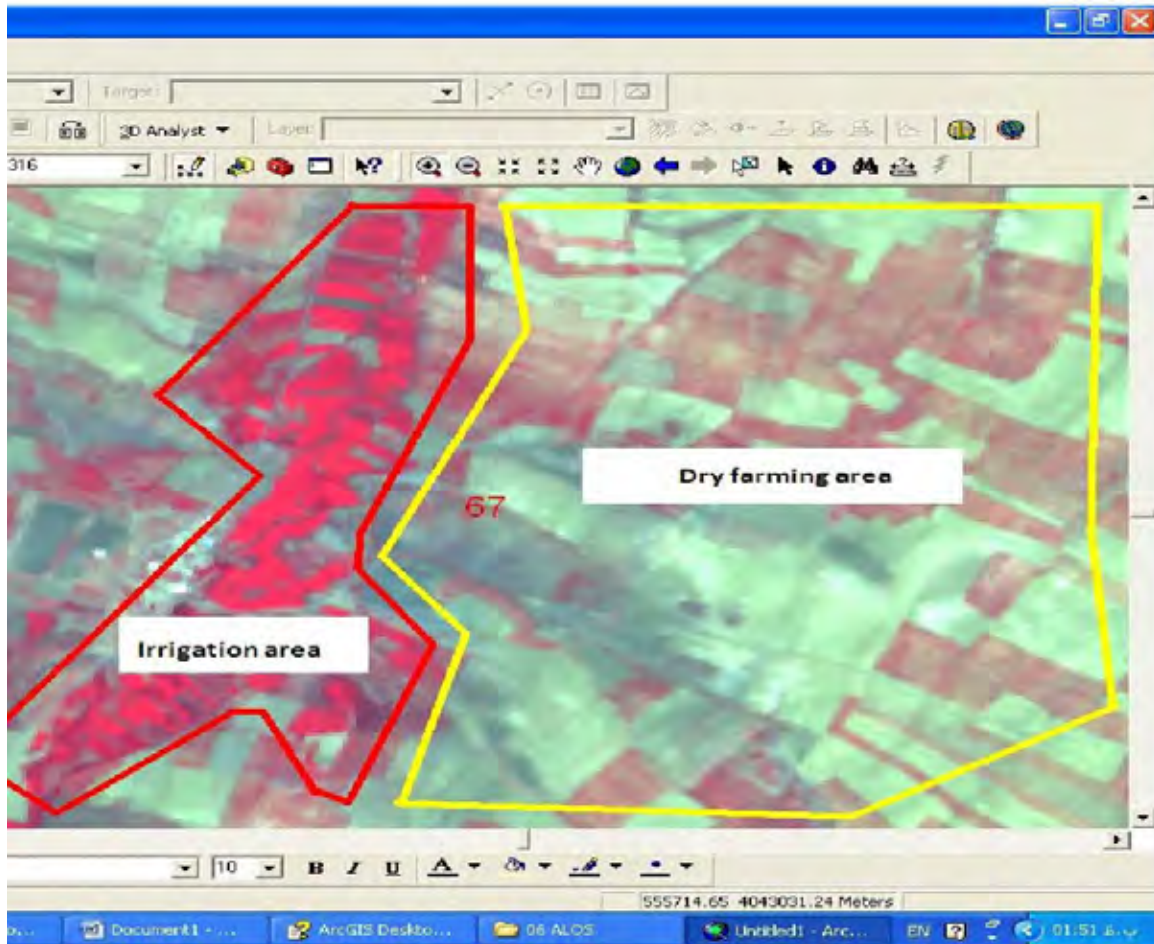 Target:
3D Analyst Layer:
316
Dry farming area
67
Irrigation area
10 B I U A
555714.65 4043031.24 Meters
Document1 - ... ArcGIS Deskto... 06 ALOS Untitled1 - Arc... EN 01:51